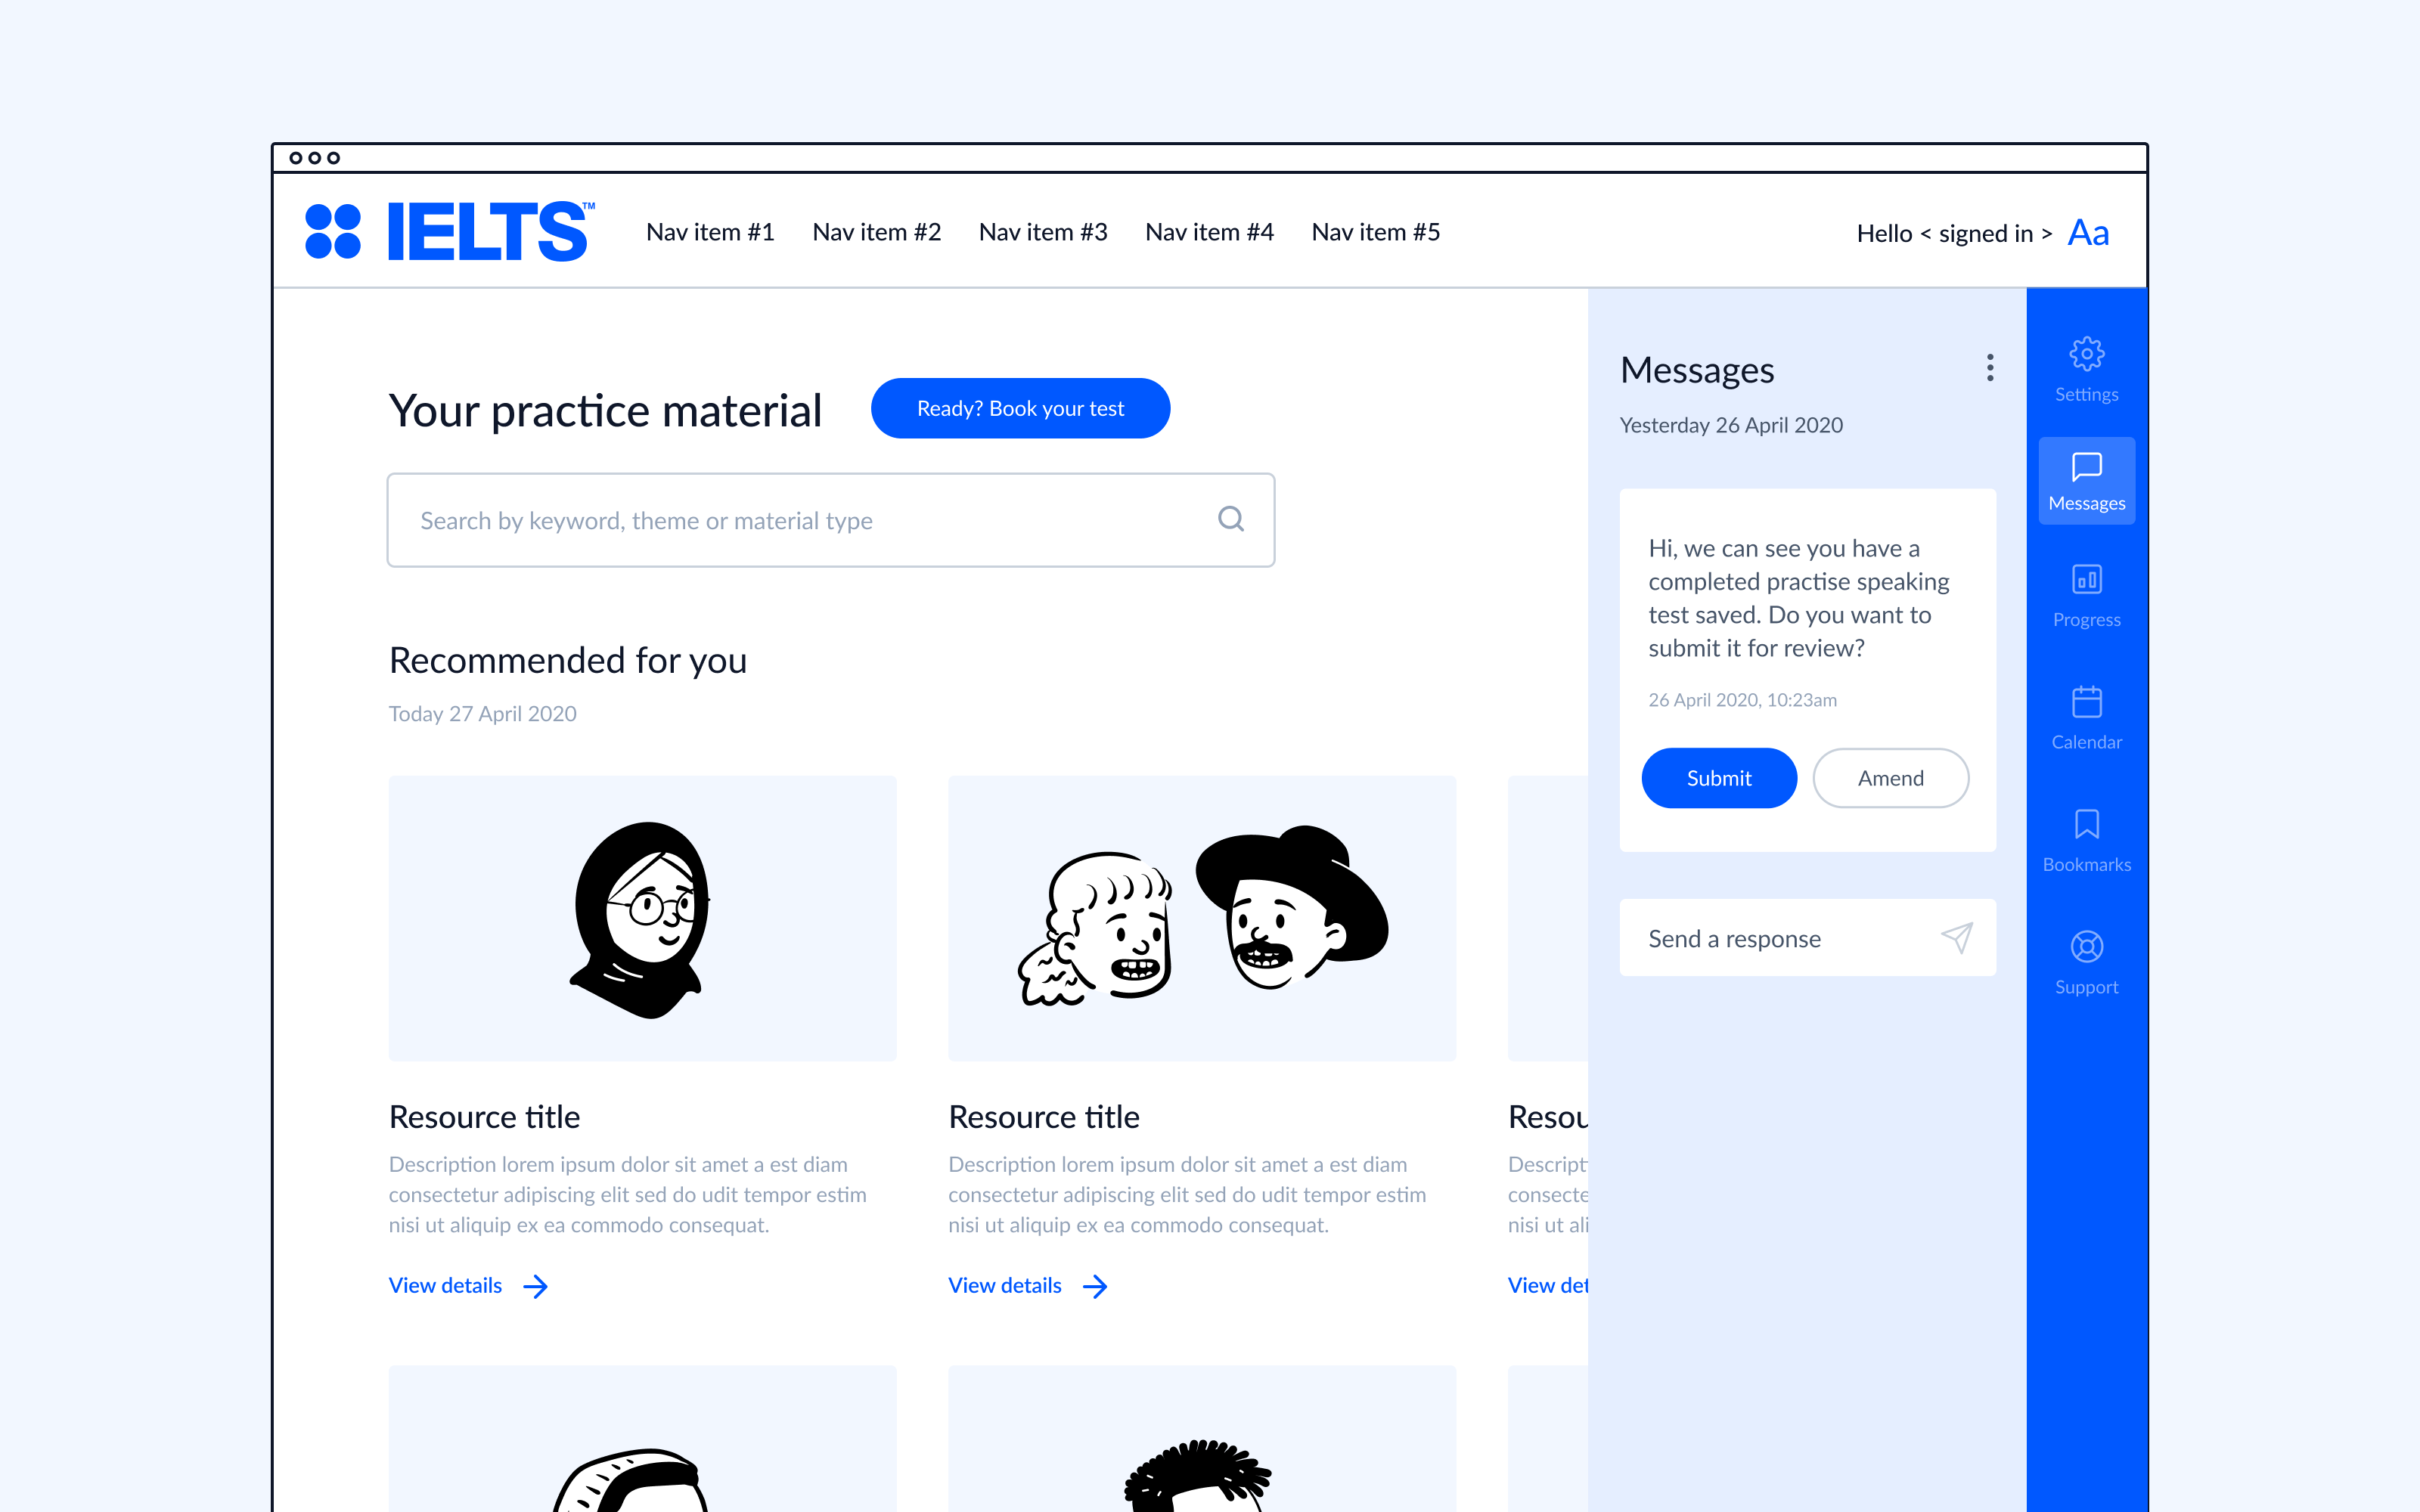 IELTS™
Nav item #1
Nav item #2
Nav item #3
Nav item #4
Nav item #5
Hello < signed in >
Aa
Your practice material
Ready? Book your test
Search by keyword, theme or material type
Recommended for you
Today 27 April 2020
Resource title
Description lorem ipsum dolor sit amet a est diam
consectetur adipiscing elit sed do udit tempor estim
nisi ut aliquip ex ea commodo consequat.
View details
Resource title
Description lorem ipsum dolor sit amet a est diam
consectetur adipiscing elit sed do udit tempor estim
nisi ut aliquip ex ea commodo consequat.
View details
Resou
Descript
consecte
nisi ut ali
View det
Messages
Yesterday 26 April 2020
Hi, we can see you have a
completed practise speaking
test saved. Do you want to
submit it for review?
26 April 2020, 10:23am
Submit
Amend
Send a response
Settings
Messages
Progress
Calendar
Bookmarks
Support